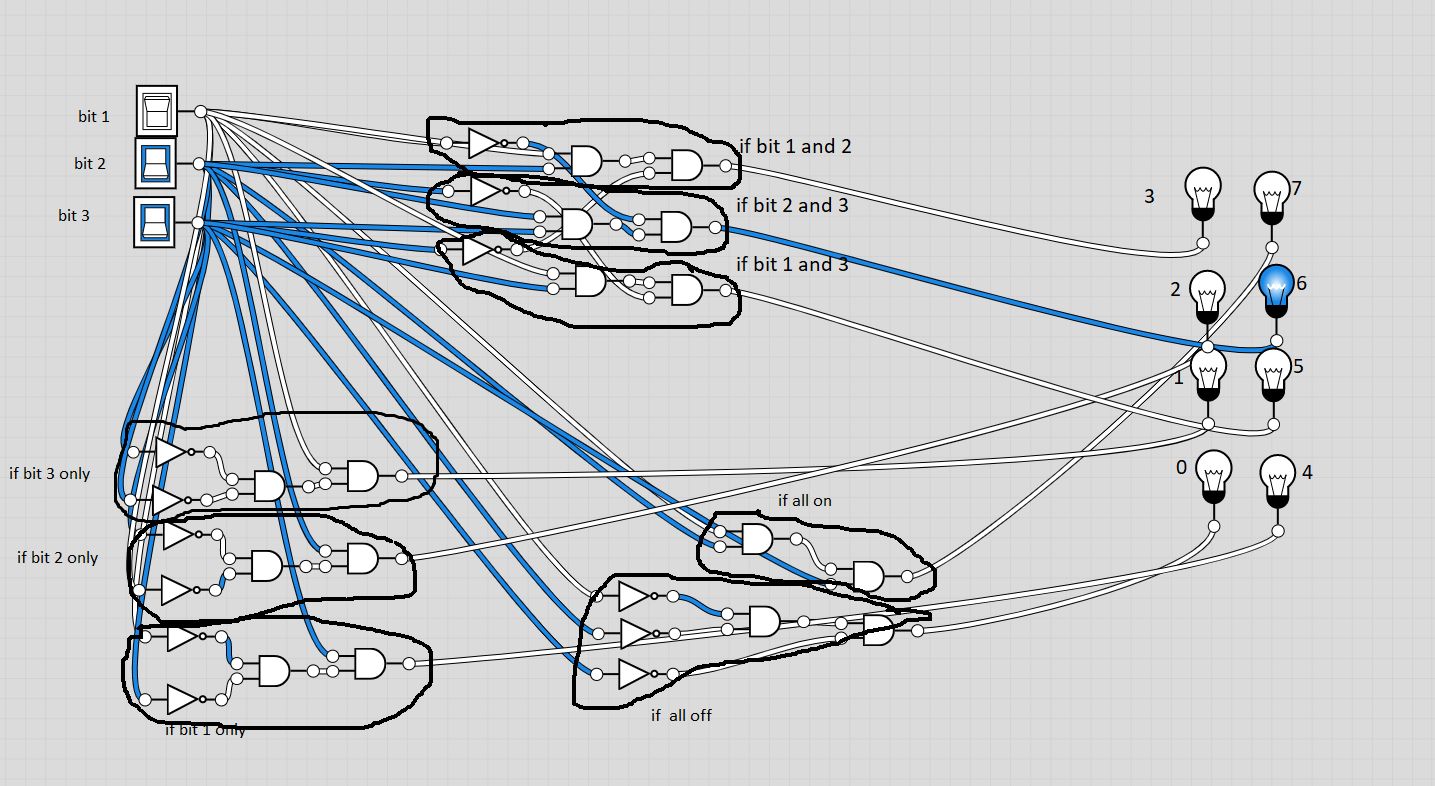 bit 1
bit 2
bit 3
if bit 1 and 2
if bit 2 and 3
if bit 1 and 3
3
7
2
6
1
5
0
4
if bit 3 only
if bit 2 only
if bit 1 only
if all on
if  all off